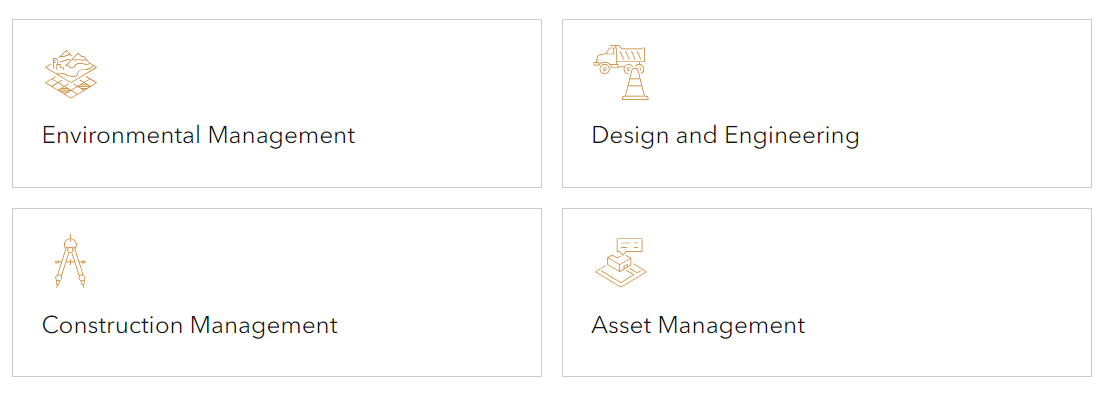 Environmental Management
Design and Engineering
Construction Management
Asset Management